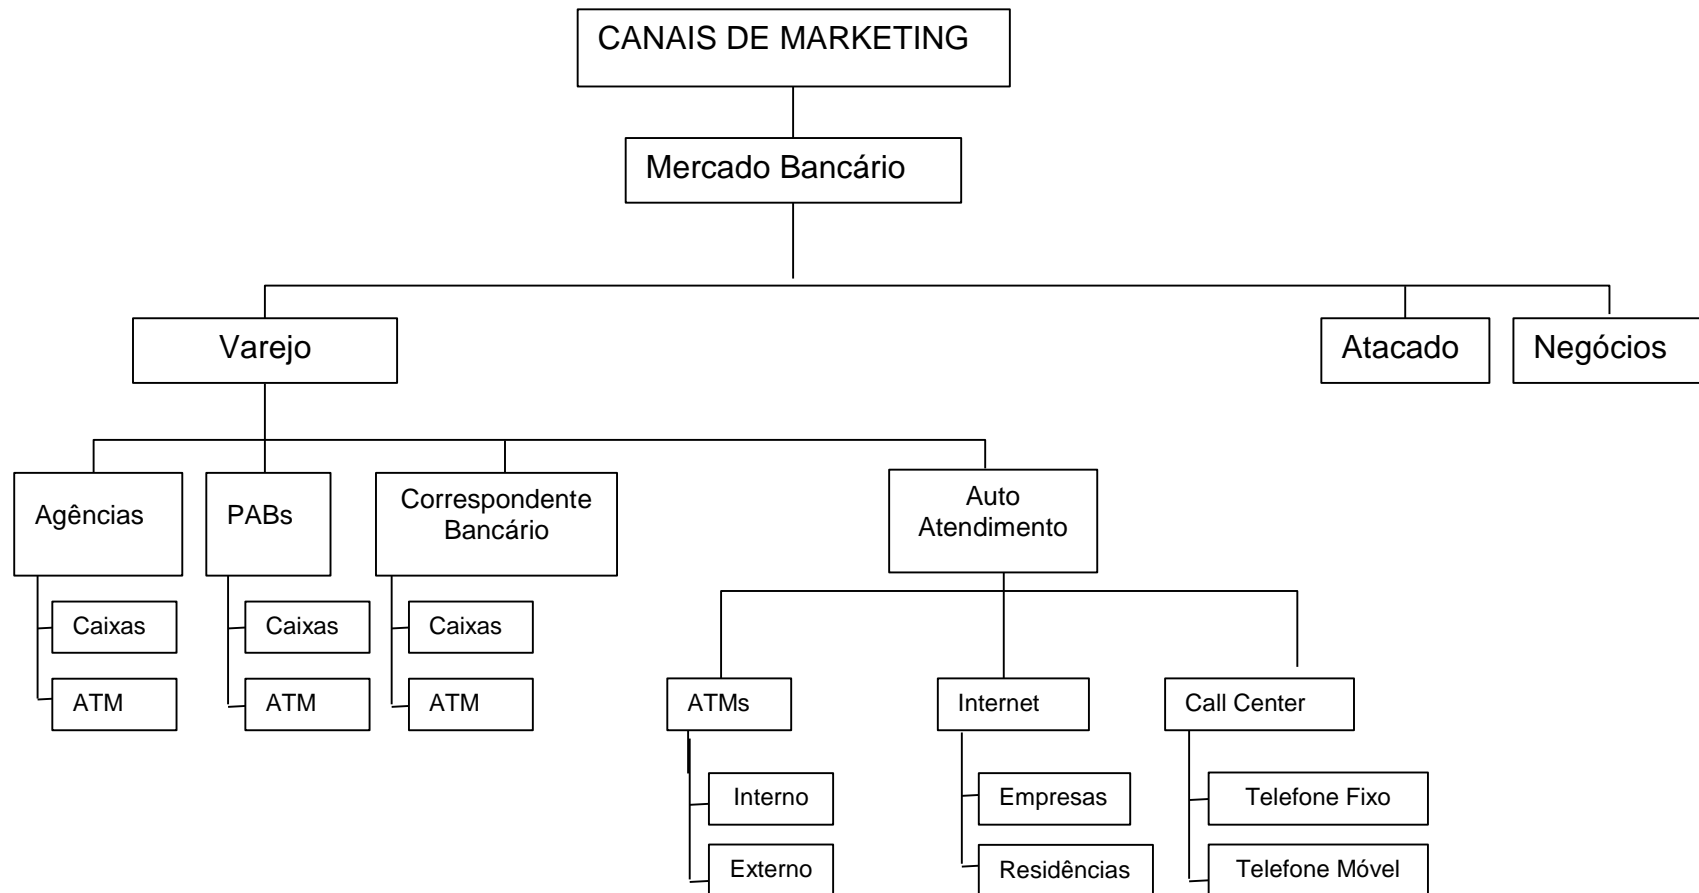 CANAIS DE MARKETING
Mercado Bancário
Varejo
Atacado
Negócios
Agências
PABs
Correspondente
Bancário
Auto
Atendimento
Caixas
Caixas
Caixas
ATM
ATM
ATM
ATMs
Internet
Call Center
Interno
Empresas
Telefone Fixo
Externo
Residências
Telefone Móvel